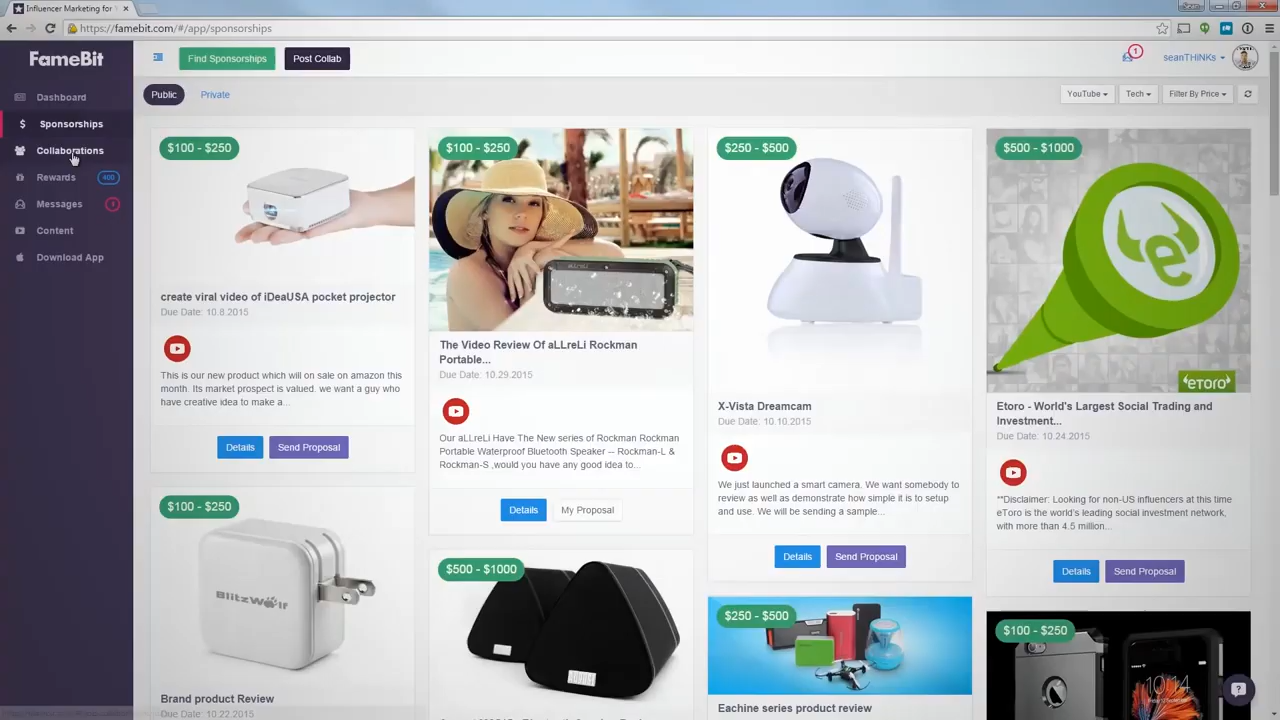 Influencer Marketing for
Sean
https://famebit.com/#/app/sponsorships
FameBit
Find Sponsorships
Post Collab
1
seanTHiNKs
Dashboard
Sponsorships
Collaborations
Rewards
400
Messages
1
Content
Download App
Public
Private
YouTube
Tech
Filter By Price
$100 - $250
create viral video of iDeaUSA pocket projector
Due Date: 10.8.2015
This is our new product which will on sale on amazon this
month. Its market prospect is valued. we want a guy who
have creative idea to make a...
Details
Send Proposal
$100 - $250
The Video Review Of aLLreLi Rockman
Portable...
Due Date: 10.29.2015
Our aLLreLi Have The New series of Rockman Rockman
Portable Waterproof Bluetooth Speaker -- Rockman-L &
Rockman-S ,would you have any good idea to...
Details
My Proposal
$250 - $500
X-Vista Dreamcam
Due Date: 10.10.2015
We just launched a smart camera. We want somebody to
review as well as demonstrate how simple it is to setup
and use. We will be sending a sample...
Details
Send Proposal
$500 - $1000
etoro
Etoro - World's Largest Social Trading and
Investment...
Due Date: 10.24.2015
**Disclaimer: Looking for non-US influencers at this time
eToro is the world's leading social investment network,
with more than 4.5 million...
Details
Send Proposal
$100 - $250
BlitzWolf
Brand product Review
Due Date: 10.22.2015
$500 - $1000
$250 - $500
Eachine series product review
$100 - $250
10:14